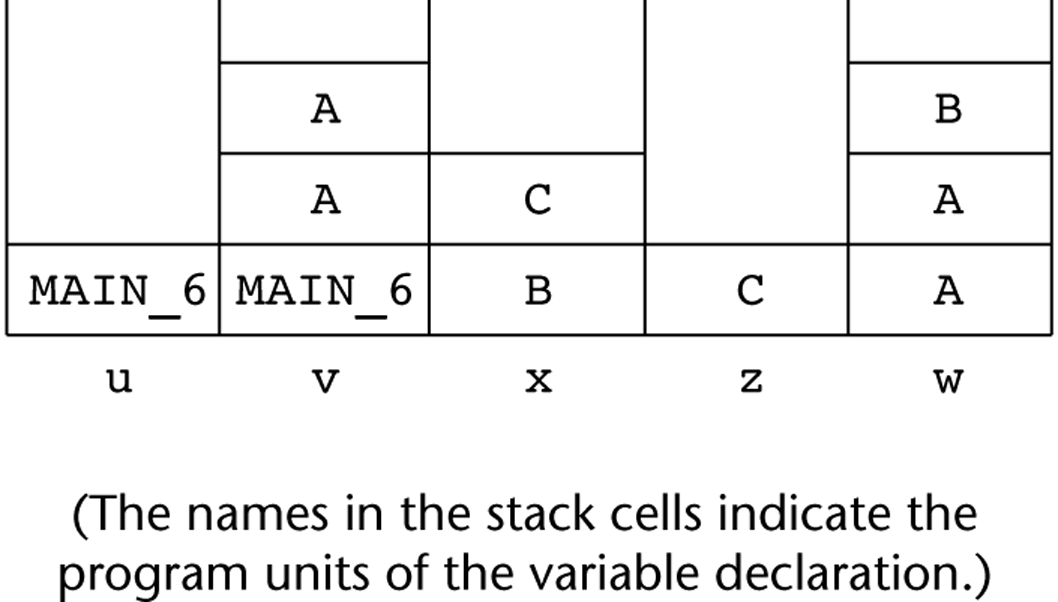 A B
A C A
MAIN_6 MAIN_6 B C A
u v x z w
(The names in the stack cells indicate the
program units of the variable declaration.)